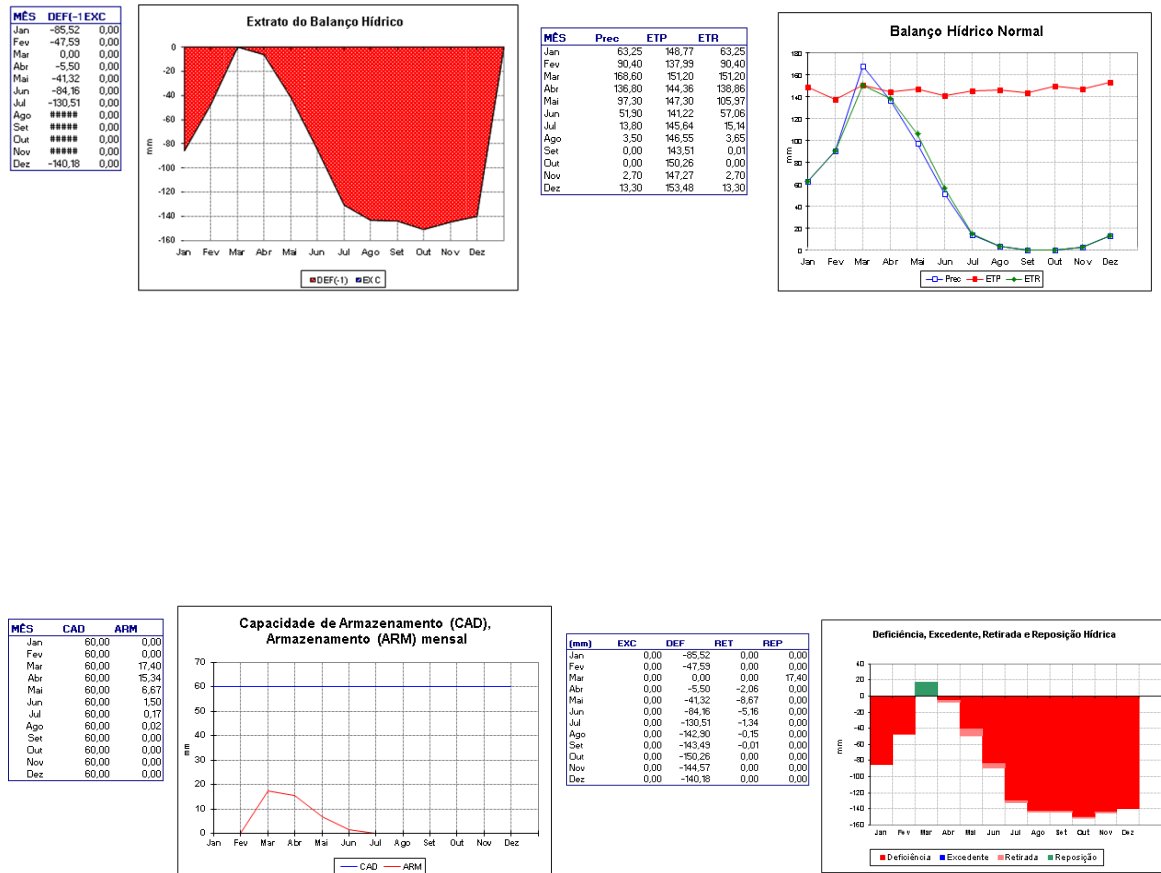 MÊS DEF(-1 EXC
Jan -85,52 0,00
Fev -47,59 0,00
Mar 0,00 0,00
Abr -5,50 0,00
Mai -41,32 0,00
Jun -84,16 0,00
Jul -130,51 0,00
Ago ##### 0,00
Set ##### 0,00
Out ##### 0,00
Nov ##### 0,00
Dez -140,18 0,00
Extrato do Balanço Hídrico
0
-20
-40
-60
-80
-100
-120
-140
-160
mm
Jan Fev Mar Abr Mai Jun Jul Ago Set Out Nov Dez
DEF(-1) EXC
MÊS Prec ETP ETR
Jan 63,25 148,77 63,25
Fev 90,40 137,99 90,40
Mar 168,60 151,20 151,20
Abr 136,80 144,36 138,86
Mai 97,30 147,30 105,97
Jun 51,90 141,22 57,06
Jul 13,80 145,64 15,14
Ago 3,50 146,55 3,65
Set 0,00 143,51 0,01
Out 0,00 150,26 0,00
Nov 2,70 147,27 2,70
Dez 13,30 153,48 13,30
Balanço Hídrico Normal
180
160
140
120
100
80
60
40
20
0
mm
Jan Fev Mar Abr Mai Jun Jul Ago Set Out Nov Dez
Prec ETP ETR
MÊS CAD ARM
Jan 60,00 0,00
Fev 60,00 0,00
Mar 60,00 17,40
Abr 60,00 15,34
Mai 60,00 6,67
Jun 60,00 1,50
Jul 60,00 0,17
Ago 60,00 0,02
Set 60,00 0,00
Out 60,00 0,00
Nov 60,00 0,00
Dez 60,00 0,00
Capacidade de Armazenamento (CAD),
Armazenamento (ARM) mensal
70
60
50
40
30
20
10
0
mm
Jan Fev Mar Abr Mai Jun Jul Ago Set Out Nov Dez
CAD ARM
(mm) EXC DEF RET REP
Jan 0,00 -85,52 0,00 0,00
Fev 0,00 -47,59 0,00 0,00
Mar 0,00 0,00 0,00 17,40
Abr 0,00 -5,50 -2,06 0,00
Mai 0,00 -41,32 -8,67 0,00
Jun 0,00 -84,16 -5,16 0,00
Jul 0,00 -130,51 -1,34 0,00
Ago 0,00 -142,90 -0,15 0,00
Set 0,00 -143,49 -0,01 0,00
Out 0,00 -150,26 0,00 0,00
Nov 0,00 -144,57 0,00 0,00
Dez 0,00 -140,18 0,00 0,00
Deficiência, Excedente, Retirada e Reposição Hídrica
40
20
0
-20
-40
-60
-80
-100
-120
-140
-160
mm
Jan Fev Mar Abr Mai Jun Jul Ago Set Out Nov Dez
Deficiência Excedente Retirada Reposição